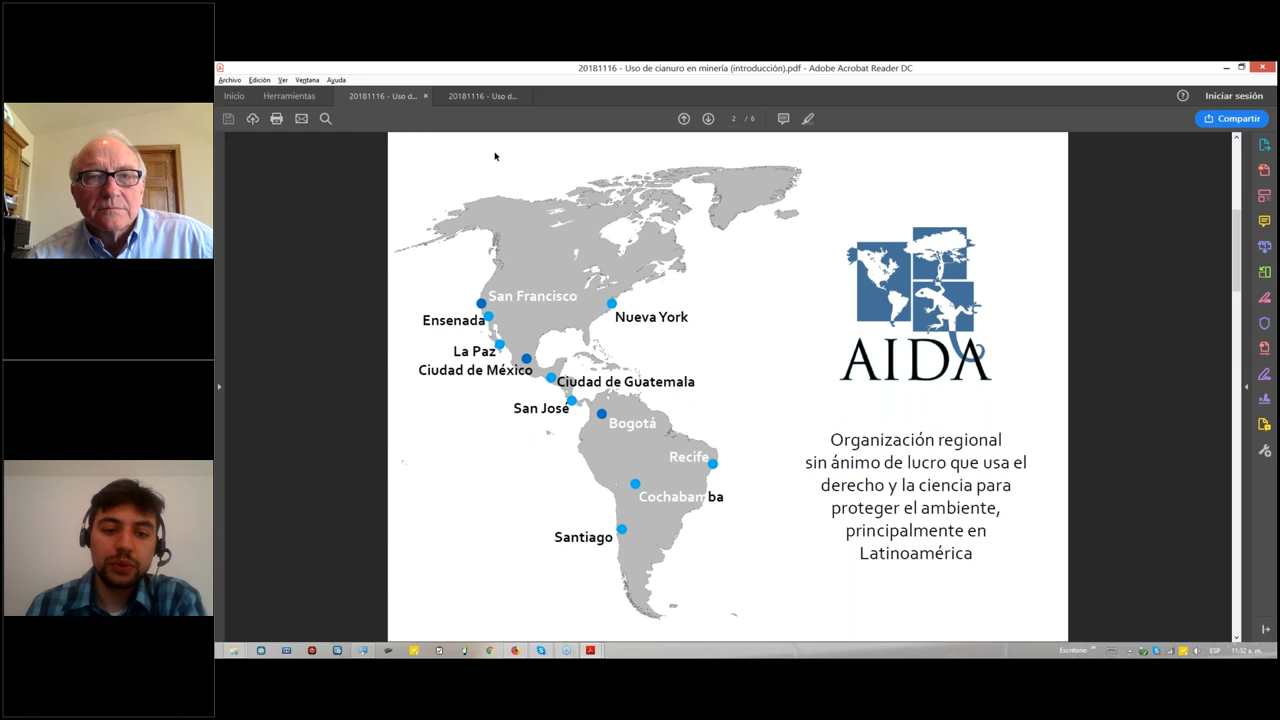 20181116 - Uso de cianuro en minería (introducción).pdf - Adobe Acrobat Reader DC
Archivo Edición Ver Ventana Ayuda
Inicio Herramientas 20181116 - Uso d... × 20181116 - Uso d... Iniciar sesión
2 / 6 Compartir
San Francisco
Ensenada
Nueva York
La Paz
Ciudad de México
Ciudad de Guatemala
San José
Bogotá
Recife
Cochabamba
Santiago
AIDA
Organización regional
sin ánimo de lucro que usa el
derecho y la ciencia para
proteger el ambiente,
principalmente en
Latinoamérica
Escritorio ESP 11:32 a. m.